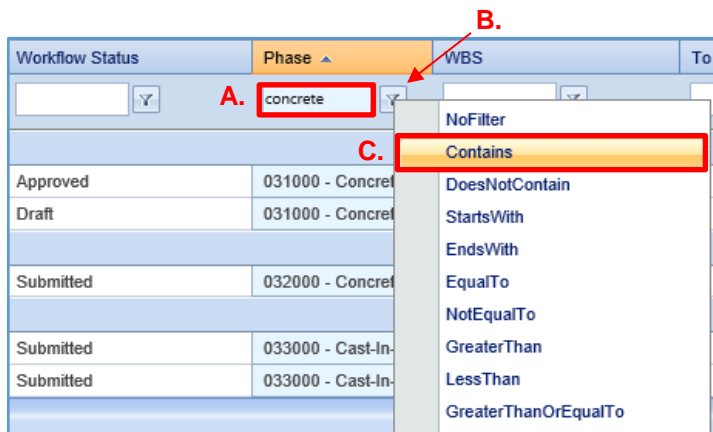 B.
Workflow Status Phase WBS To
A. concrete
NoFilter
C. Contains
Approved 031000 - Concret DoesNotContain
Draft 031000 - Concret StartsWith
EndsWith
Submitted 032000 - Concret EqualTo
NotEqualTo
Submitted 033000 - Cast-In- GreaterThan
Submitted 033000 - Cast-In- LessThan
GreaterThanOrEqualTo